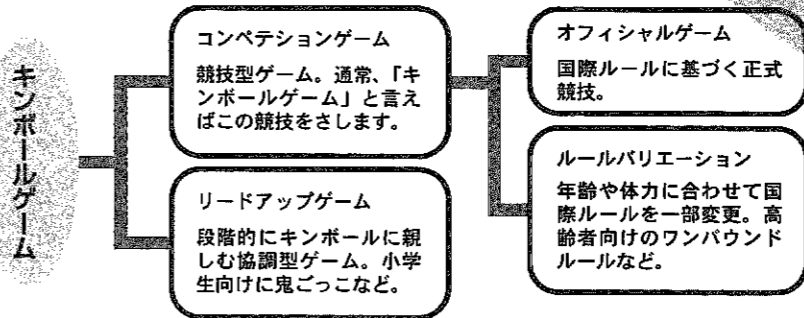 キンボールゲーム
コンペテションゲーム
競技型ゲーム。通常、「キ
ンボールゲーム」と言え
ばこの競技をさします。
リードアップゲーム
段階的にキンボールに親
しむ協調型ゲーム。小学
生向けに鬼ごっこなど。
オフィシャルゲーム
国際ルールに基づく正式
競技。
ルールバリエーション
年齢や体力に合わせて国
際ルールを一部変更。高
齢者向けのワンバウンド
ルールなど。